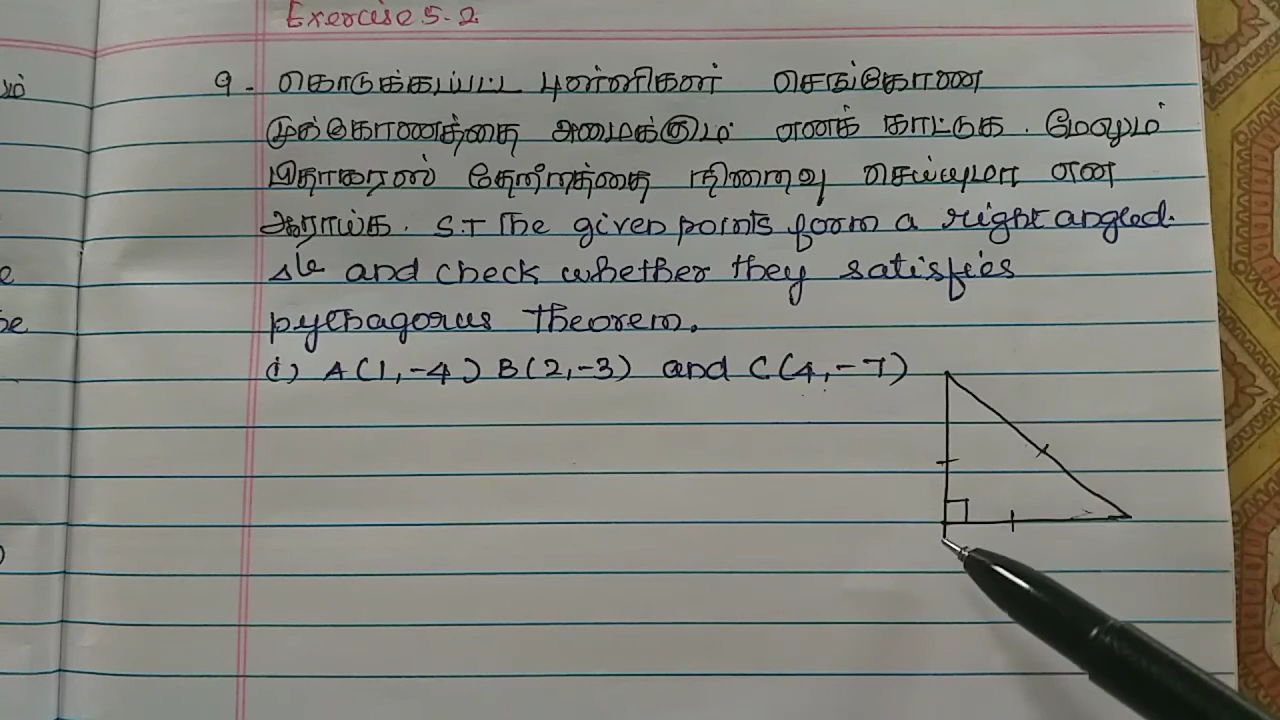 Exercise 5.2
9. கொடுக்கப்பட்ட புள்ளிகள் செங்கோண
முக்கோணத்தை அமைக்கும் எனக் காட்டுக. மேலும்
பிதாகரஸ் தேற்றத்தை நிறைவு செய்யுமா என
ஆராய்க. S.T the given points form a right angled
Δle and check whether they satisfies
pythagorus theorem.
(i) A(1,-4) B(2,-3) and C(4,-7)